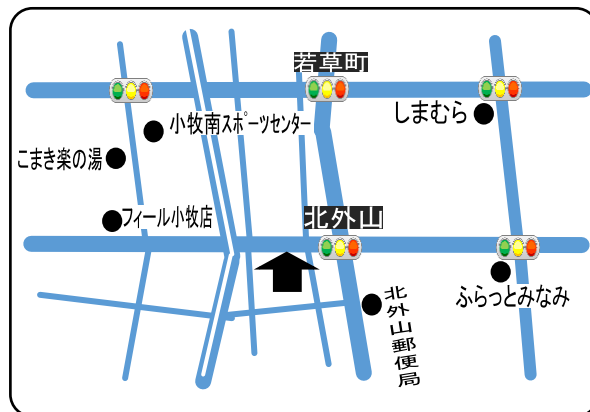 若草町
しまむら
小牧南スポーツセンター
こまき楽の湯
フィール小牧店
北外山
ふらっとみなみ
北外山郵便局